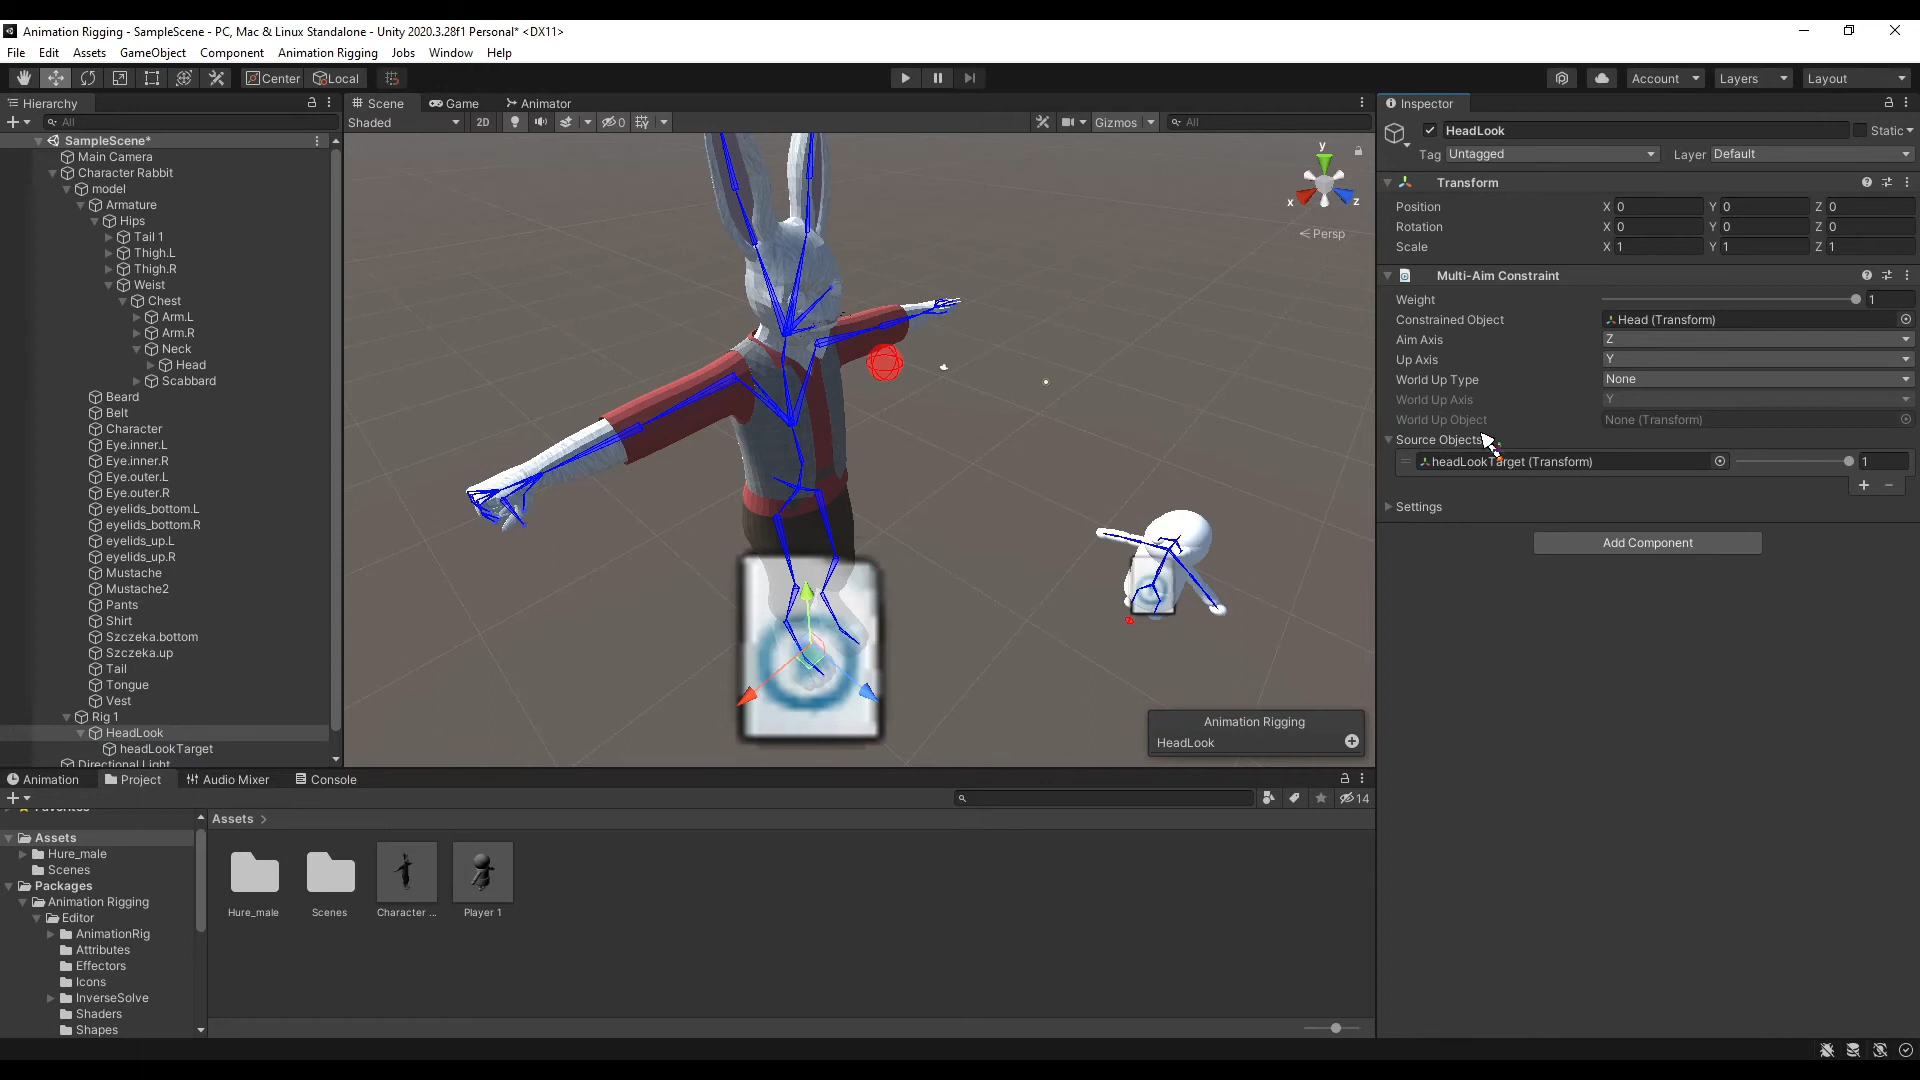 Animation Rigging - SampleScene - PC, Mac & Linux Standalone - Unity 2020.3.28f1 Personal* <DX11>
File Edit Assets GameObject Component Animation Rigging Jobs Window Help
Center Local Account Layers Layout
Hierarchy
All
SampleScene*
Main Camera
Character Rabbit
model
Armature
Hips
Tail 1
Thigh.L
Thigh.R
Weist
Chest
Arm.L
Arm.R
Neck
Head
Scabbard
Beard
Belt
Character
Eye.inner.L
Eye.inner.R
Eye.outer.L
Eye.outer.R
eyelids_bottom.L
eyelids_bottom.R
eyelids_up.L
eyelids_up.R
Mustache
Mustache2
Pants
Shirt
Szczeka.bottom
Szczeka.up
Tail
Tongue
Vest
Rig 1
HeadLook
headLookTarget
Directional Light
Scene Game Animator
Shaded 2D 0 Gizmos All
y
x z
Persp
Animation Rigging
HeadLook
Inspector
HeadLook Static
Tag Untagged Layer Default
Transform
Position X 0 Y 0 Z 0
Rotation X 0 Y 0 Z 0
Scale X 1 Y 1 Z 1
Multi-Aim Constraint
Weight 1
Constrained Object Head (Transform)
Aim Axis Z
Up Axis Y
World Up Type None
World Up Axis Y
World Up Object None (Transform)
Source Objects
headLookTarget (Transform) 1
Settings
Add Component
Animation Project Audio Mixer Console
14
Favorites
Assets
Hure_male
Scenes
Packages
Animation Rigging
Editor
AnimationRig
Attributes
Effectors
Icons
InverseSolve
Shaders
Shapes
Assets >
Hure_male Scenes Character ... Player 1